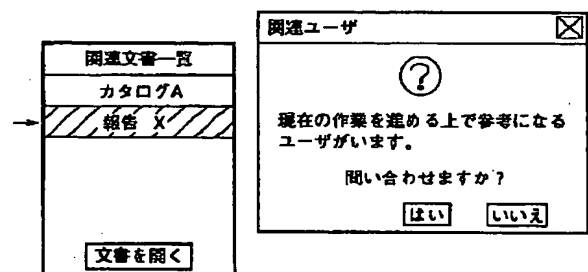 関連文書一覧
カタログA
報告 X
文書を開く
関連ユーザ
?
現在の作業を進める上で参考になる
ユーザがいます。
問い合わせますか?
はい
いいえ